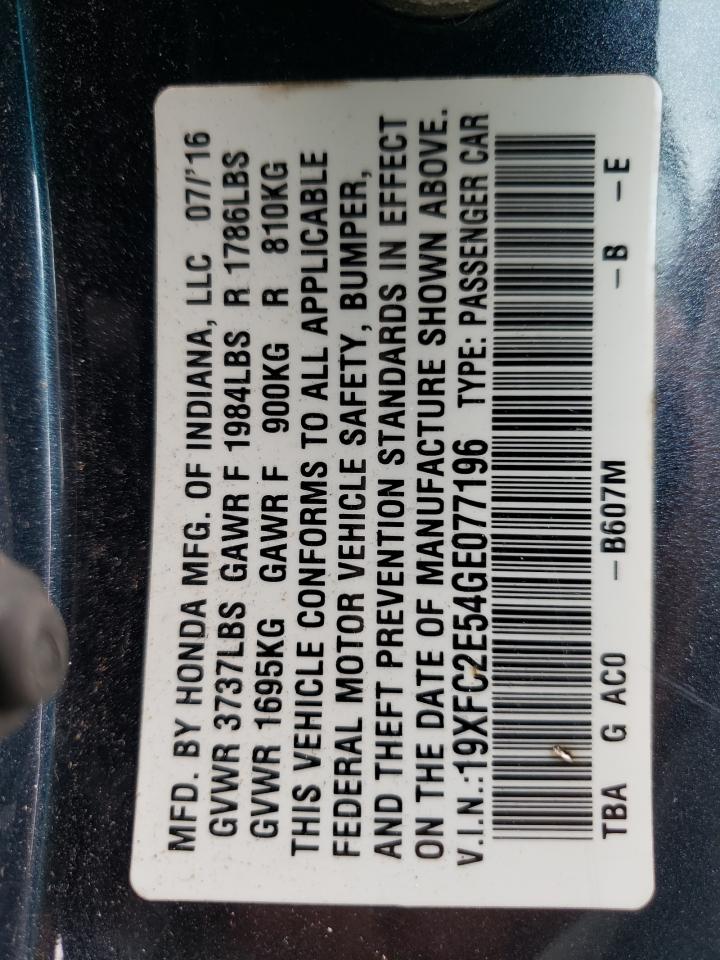 MFD. BY HONDA MFG. OF INDIANA, LLC 07/'16
GVWR 3737LBS GAWR F 1984LBS R 1786LBS
GVWR 1695KG GAWR F 900KG R 810KG
THIS VEHICLE CONFORMS TO ALL APPLICABLE
FEDERAL MOTOR VEHICLE SAFETY, BUMPER,
AND THEFT PREVENTION STANDARDS IN EFFECT
ON THE DATE OF MANUFACTURE SHOWN ABOVE.
V.I.N.:19XFC2E54GE077196 TYPE: PASSENGER CAR
TBA G AC0 –B607M –B –E